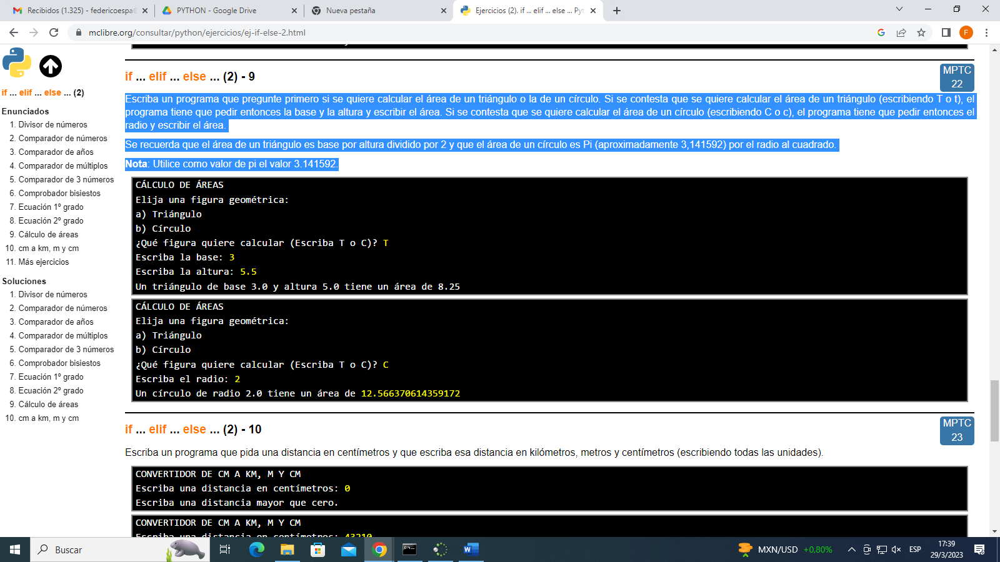 Recibidos (1.325) - federicoespa
PYTHON - Google Drive
Nueva pestaña
Ejercicios (2). if ... elif ... else ... Pyt
mclibre.org/consultar/python/ejercicios/ej-if-else-2.html
F
if ... elif ... else ... (2)
Enunciados
1. Divisor de números
2. Comparador de números
3. Comparador de años
4. Comparador de múltiplos
5. Comparador de 3 números
6. Comprobador bisiestos
7. Ecuación 1º grado
8. Ecuación 2º grado
9. Cálculo de áreas
10. cm a km, m y cm
11. Más ejercicios
Soluciones
1. Divisor de números
2. Comparador de números
3. Comparador de años
4. Comparador de múltiplos
5. Comparador de 3 números
6. Comprobador bisiestos
7. Ecuación 1º grado
8. Ecuación 2º grado
9. Cálculo de áreas
10. cm a km, m y cm
if ... elif ... else ... (2) - 9
MPTC
22
Escriba un programa que pregunte primero si se quiere calcular el área de un triángulo o la de un círculo. Si se contesta que se quiere calcular el área de un triángulo (escribiendo T o t), el
programa tiene que pedir entonces la base y la altura y escribir el área. Si se contesta que se quiere calcular el área de un círculo (escribiendo C o c), el programa tiene que pedir entonces el
radio y escribir el área.
Se recuerda que el área de un triángulo es base por altura dividido por 2 y que el área de un círculo es Pi (aproximadamente 3,141592) por el radio al cuadrado.
Nota: Utilice como valor de pi el valor 3.141592.
CÁLCULO DE ÁREAS
Elija una figura geométrica:
a) Triángulo
b) Círculo
¿Qué figura quiere calcular (Escriba T o C)? T
Escriba la base: 3
Escriba la altura: 5.5
Un triángulo de base 3.0 y altura 5.0 tiene un área de 8.25
CÁLCULO DE ÁREAS
Elija una figura geométrica:
a) Triángulo
b) Círculo
¿Qué figura quiere calcular (Escriba T o C)? C
Escriba el radio: 2
Un círculo de radio 2.0 tiene un área de 12.566370614359172
if ... elif ... else ... (2) - 10
MPTC
23
Escriba un programa que pida una distancia en centímetros y que escriba esa distancia en kilómetros, metros y centímetros (escribiendo todas las unidades).
CONVERTIDOR DE CM A KM, M Y CM
Escriba una distancia en centímetros: 0
Escriba una distancia mayor que cero.
CONVERTIDOR DE CM A KM, M Y CM
Escriba una distancia en centímetros: 43210
Buscar
MXN/USD +0,80%
ESP
17:39
29/3/2023